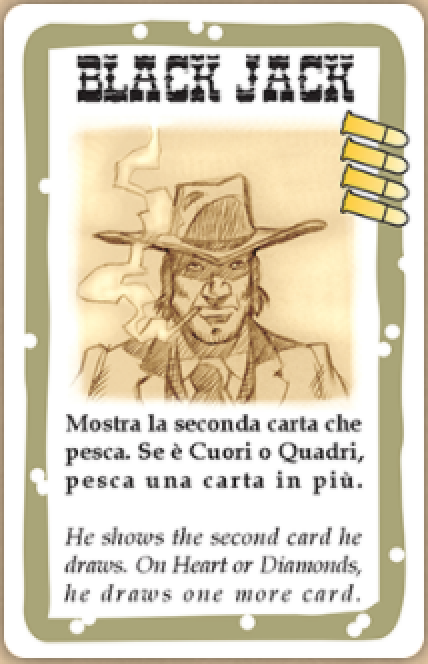 BLACK JACK
Mostra la seconda carta che
pesca. Se è Cuori o Quadri,
pesca una carta in più.
He shows the second card he
draws. On Heart or Diamonds,
he draws one more card.